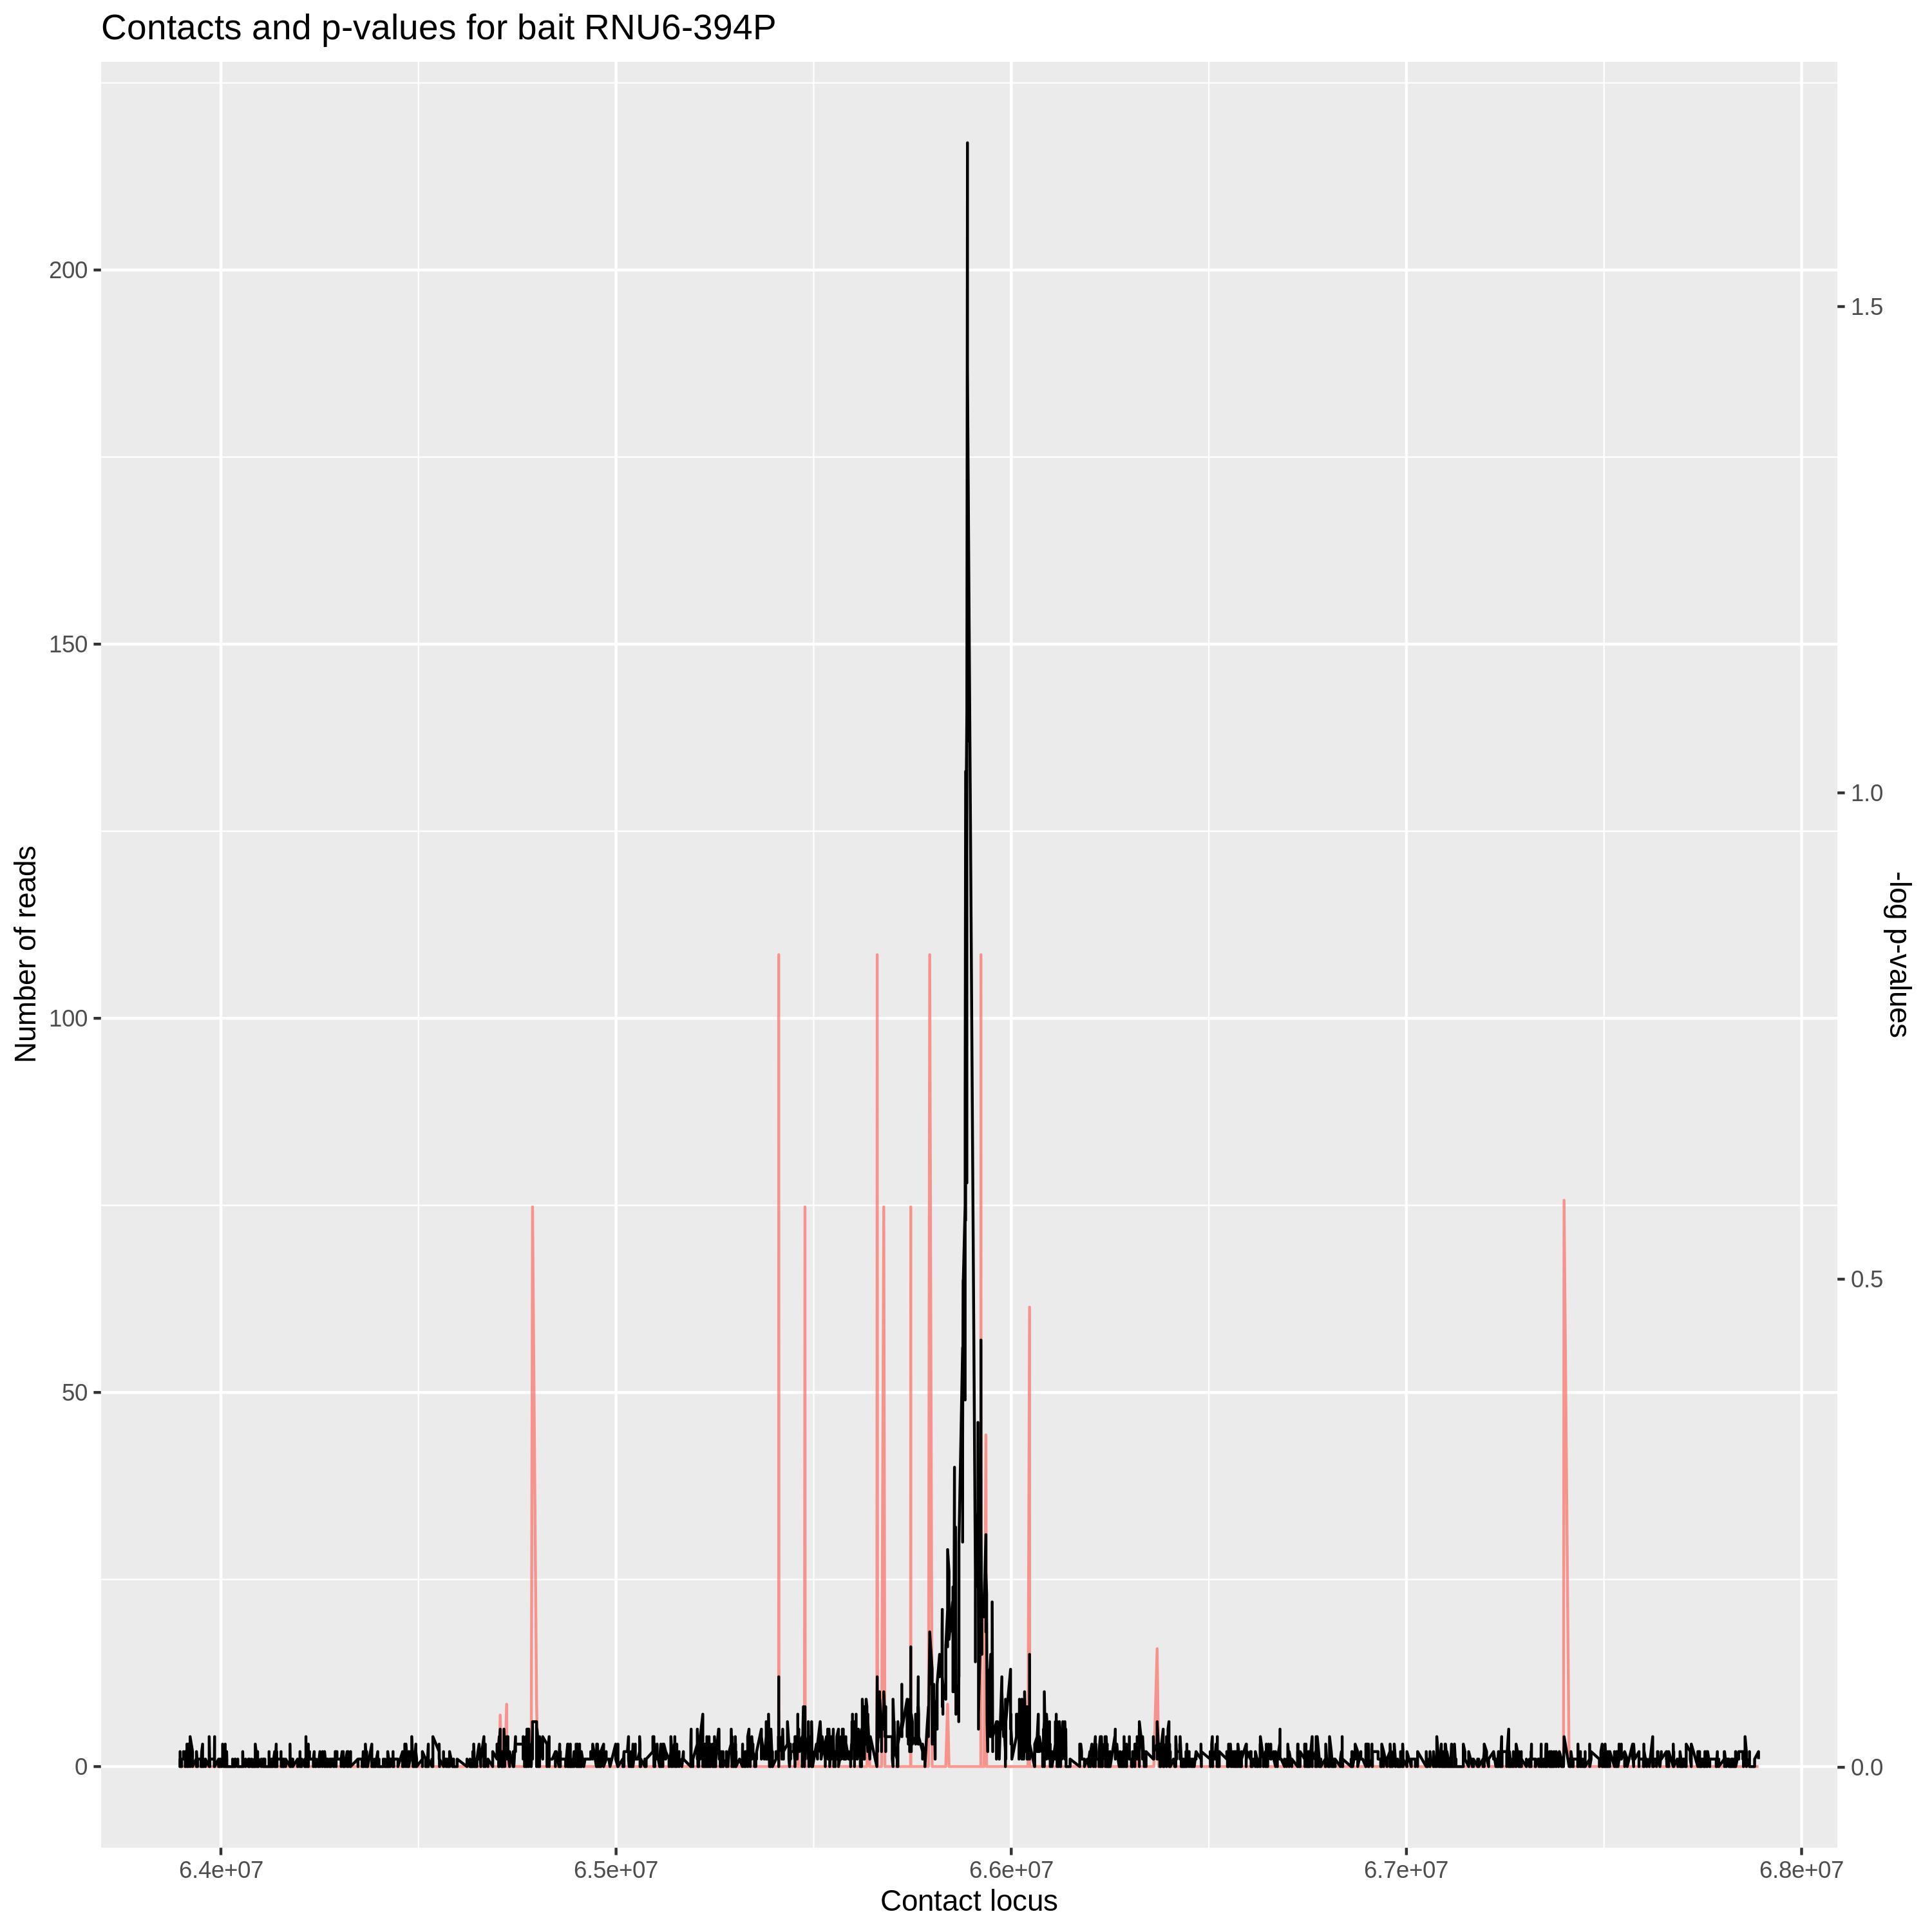 Contacts and p-values for bait RNU6-394P
200
150
100
50
0
Number of reads
1.5
1.0
0.5
0.0
-log p-values
6.4e+07
6.5e+07
6.6e+07
6.7e+07
6.8e+07
Contact locus